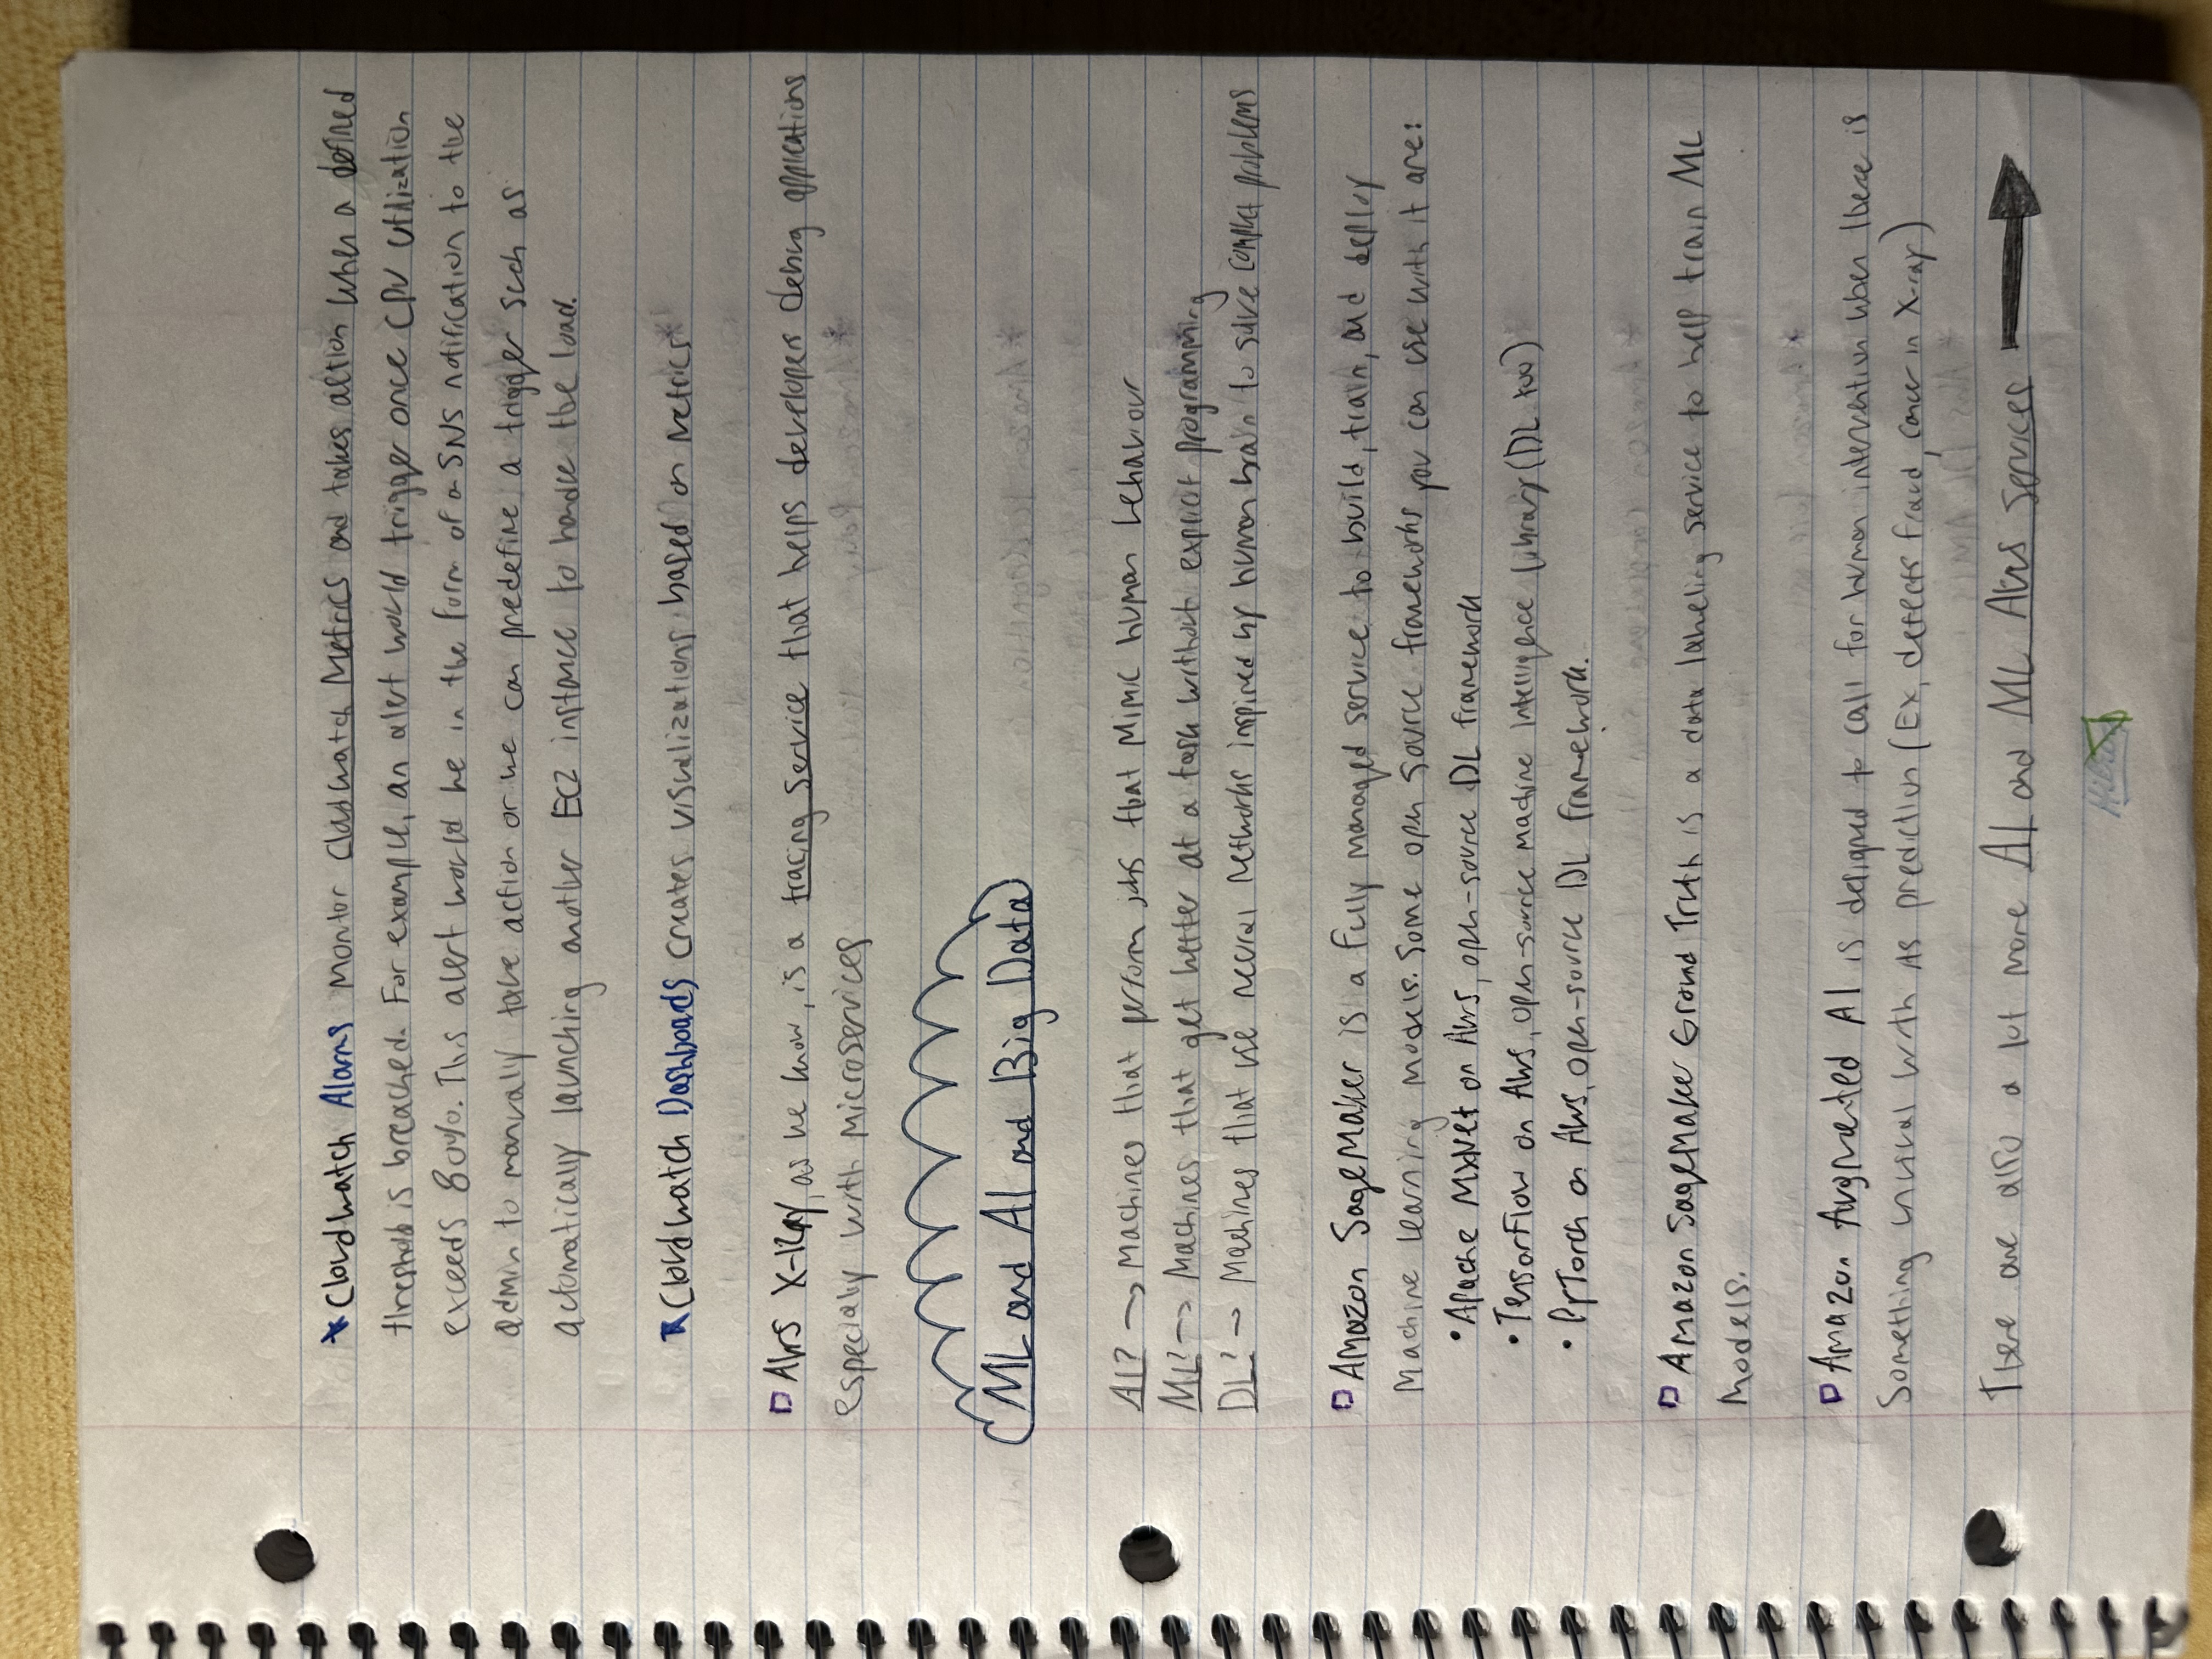 * Cloudwatch Alarms monitor Cloudwatch Metrics and takes action when a defined
threshold is breached. For example, an alert would trigger once CPU utilization
exceeds 80%. This alert would be in the form of a SNS notification to the
admin to manually take action or we can predefine a trigger such as
automatically launching another EC2 instance to handle the load.
* Cloudwatch Dashboards creates visualizations based on metrics
AWS X-Ray, as we know, is a tracing service that helps developers debug applications
especially with microservices
ML and AI and Big Data
AI? → Machines that perform jobs that mimic human behaviour
ML? → Machines that get better at a task without explicit programming
DL? → Machines that use neural networks inspired by human brain to solve complex problems
Amazon SageMaker is a fully managed service to build, train, and deploy
machine learning models. Some open source frameworks you can use with it are:
• Apache MXNet on AWS, open-source DL framework
• TensorFlow on AWS, open-source machine intelligence library (DL too)
• PyTorch on AWS, open-source DL framework.
Amazon SageMaker Ground Truth is a data labeling service to help train ML
models.
Amazon Augmented AI is designed to call for human intervention when there is
something unusual with its prediction (Ex, detects fraud, cancer in X-ray)
There are also a lot more AI and ML AWS services →
Hilroy